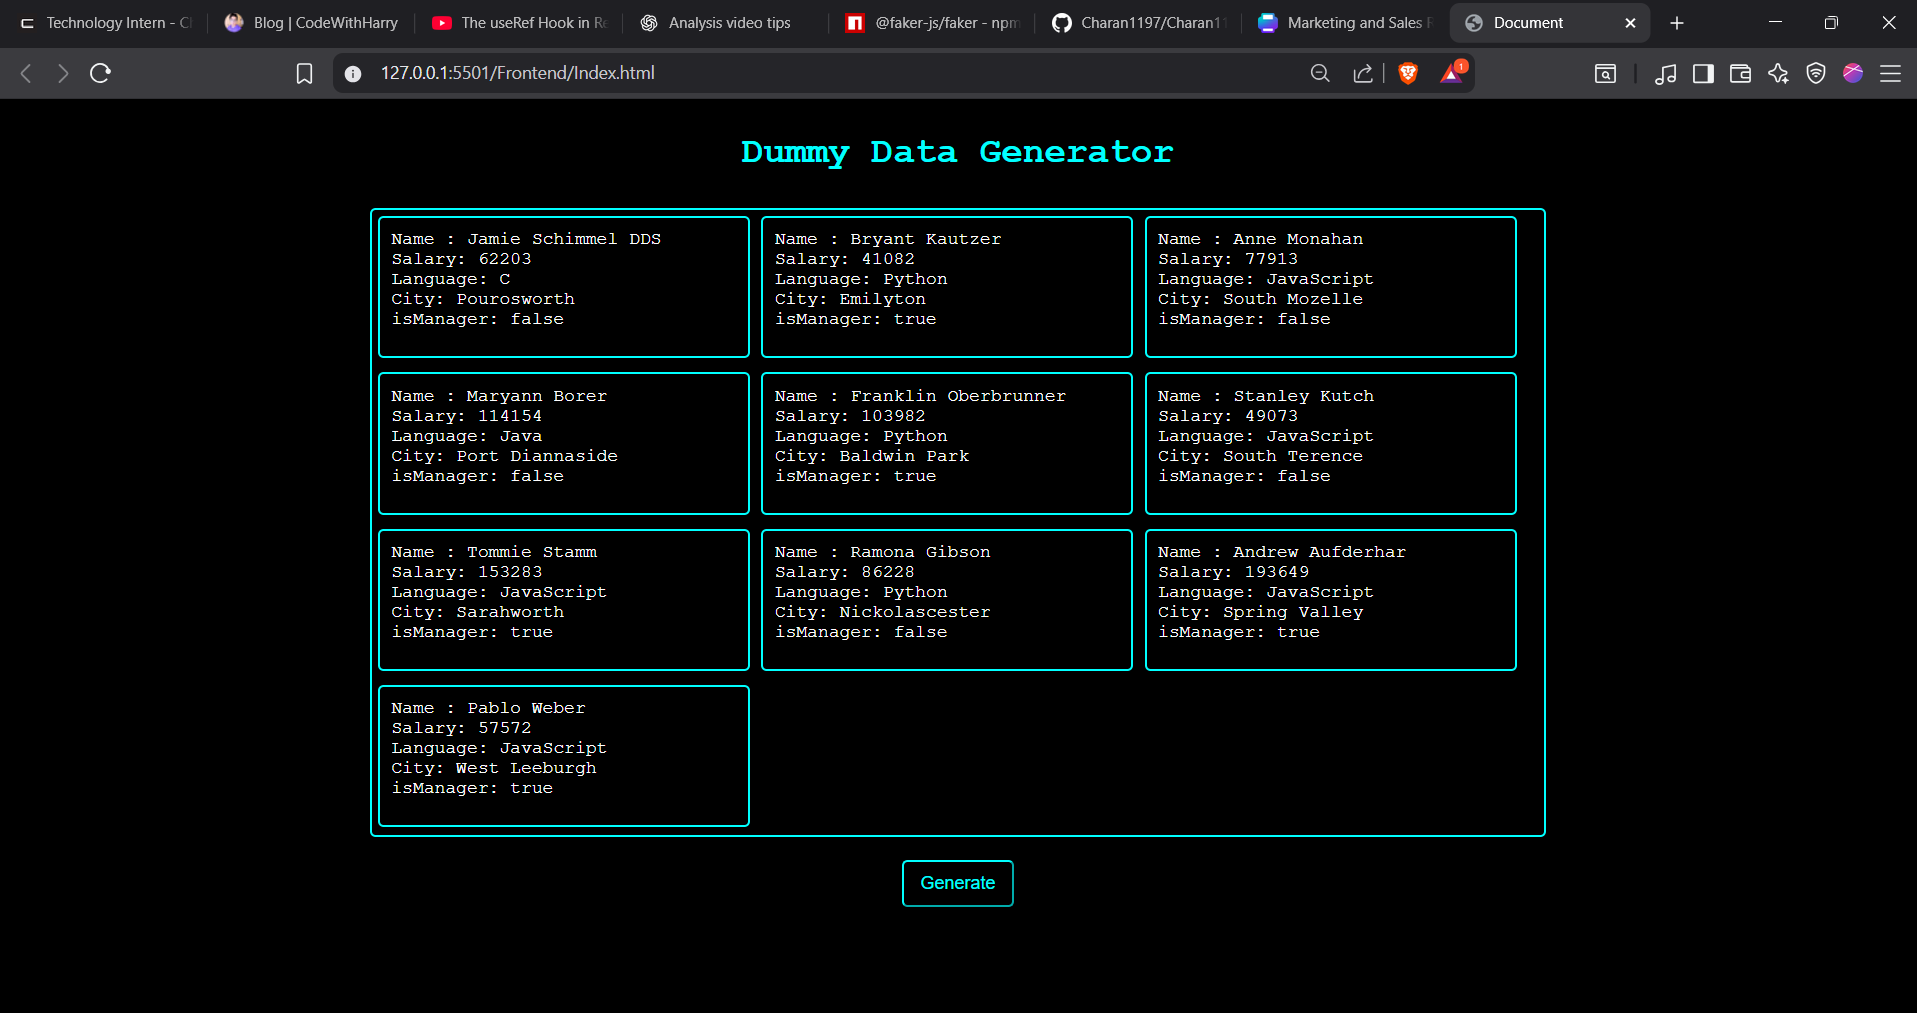 Technology Intern - C
Blog | CodeWithHarry
The useRef Hook in Re
Analysis video tips
@faker-js/faker - npm
Charan1197/Charan11
Marketing and Sales R
Document
127.0.0.1:5501/Frontend/Index.html
1
Dummy Data Generator
Name : Jamie Schimmel DDS
Salary: 62203
Language: C
City: Pourosworth
isManager: false
Name : Bryant Kautzer
Salary: 41082
Language: Python
City: Emilyton
isManager: true
Name : Anne Monahan
Salary: 77913
Language: JavaScript
City: South Mozelle
isManager: false
Name : Maryann Borer
Salary: 114154
Language: Java
City: Port Diannaside
isManager: false
Name : Franklin Oberbrunner
Salary: 103982
Language: Python
City: Baldwin Park
isManager: true
Name : Stanley Kutch
Salary: 49073
Language: JavaScript
City: South Terence
isManager: false
Name : Tommie Stamm
Salary: 153283
Language: JavaScript
City: Sarahworth
isManager: true
Name : Ramona Gibson
Salary: 86228
Language: Python
City: Nickolascester
isManager: false
Name : Andrew Aufderhar
Salary: 193649
Language: JavaScript
City: Spring Valley
isManager: true
Name : Pablo Weber
Salary: 57572
Language: JavaScript
City: West Leeburgh
isManager: true
Generate